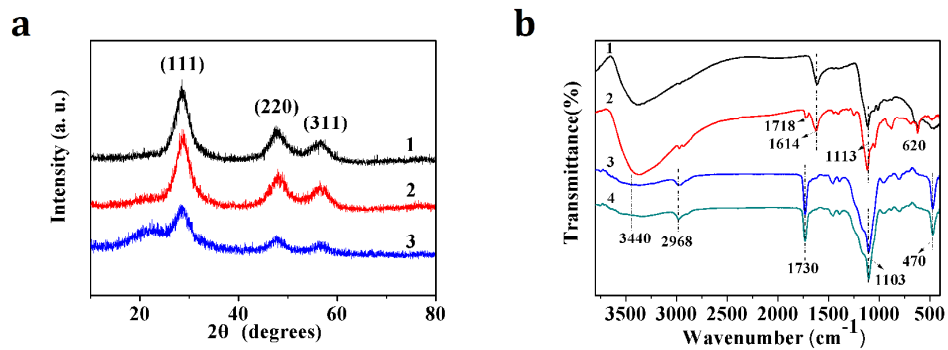 a
(111)
(220)
(311)
1
2
3
Intensity (a. u.)
20 40 60 80
2θ (degrees)
b
1
2
3
4
1718
1614
1113
620
3440
2968
1730
1103
470
Transmittance(%)
3500 3000 2500 2000 1500 1000 500
Wavenumber (cm-1)